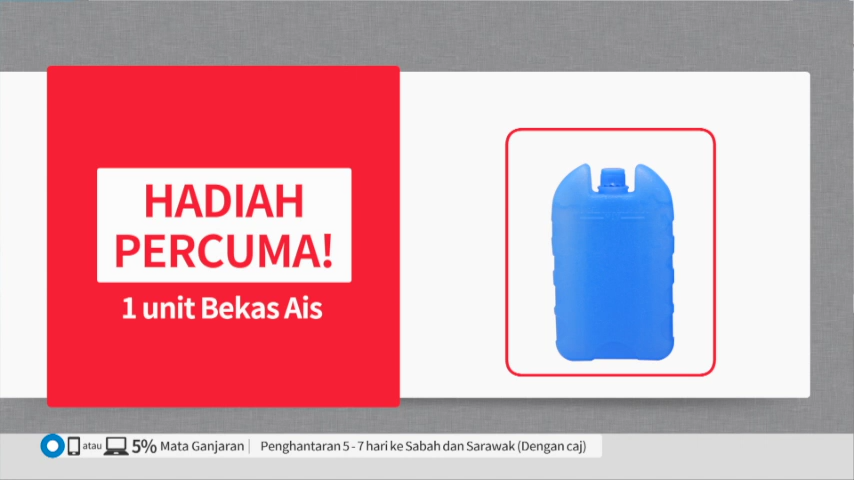 HADIAH
PERCUMA!
1 unit Bekas Ais
atau 5% Mata Ganjaran | Penghantaran 5 - 7 hari ke Sabah dan Sarawak (Dengan caj)